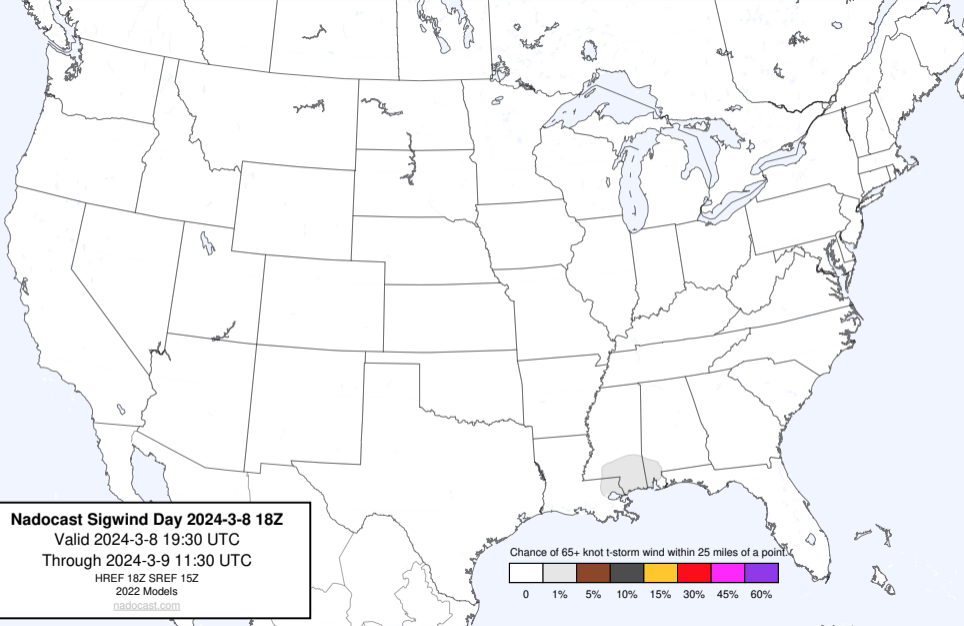 Nadocast Sigwind Day 2024-3-8 18Z
Valid 2024-3-8 19:30 UTC
Through 2024-3-9 11:30 UTC
HREF 18Z SREF 15Z
2022 Models
nadocast.com
Chance of 65+ knot t-storm wind within 25 miles of a point.
0 1% 5% 10% 15% 30% 45% 60%